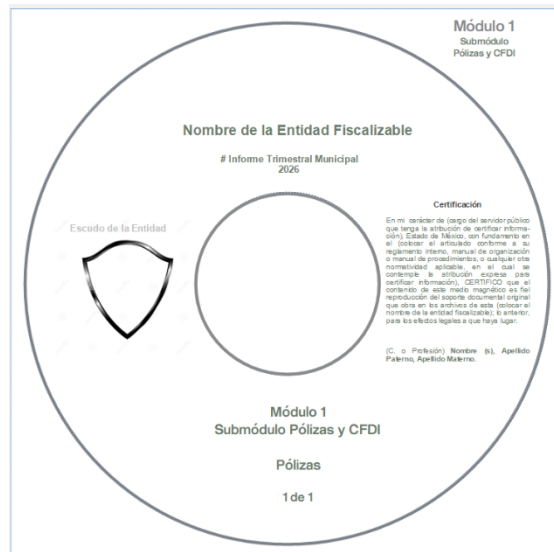 Módulo 1
Submódulo
Pólizas y CFDI
Nombre de la Entidad Fiscalizable
# Informe Trimestral Municipal
2026
Escudo de la Entidad
Certificación
En mi carácter de (cargo del servidor público
que tenga la atribución de certificar informa-
ción), Estado de México, con fundamento en
el (colocar el articulado conforme a su
reglamento interno, manual de organización
o manual de procedimientos, o cualquier otra
normatividad aplicable, en el cual se
contemple la atribución expresa para
certificar información), CERTIFICO que el
contenido de este medio magnético es fiel
reproducción del soporte documental original
que obra en los archivos de esta (colocar el
nombre de la entidad fiscalizable); lo anterior,
para los efectos legales a que haya lugar.
(C. o Profesión) Nombre (s), Apellido
Paterno, Apellido Materno.
Módulo 1
Submódulo Pólizas y CFDI
Pólizas
1 de 1